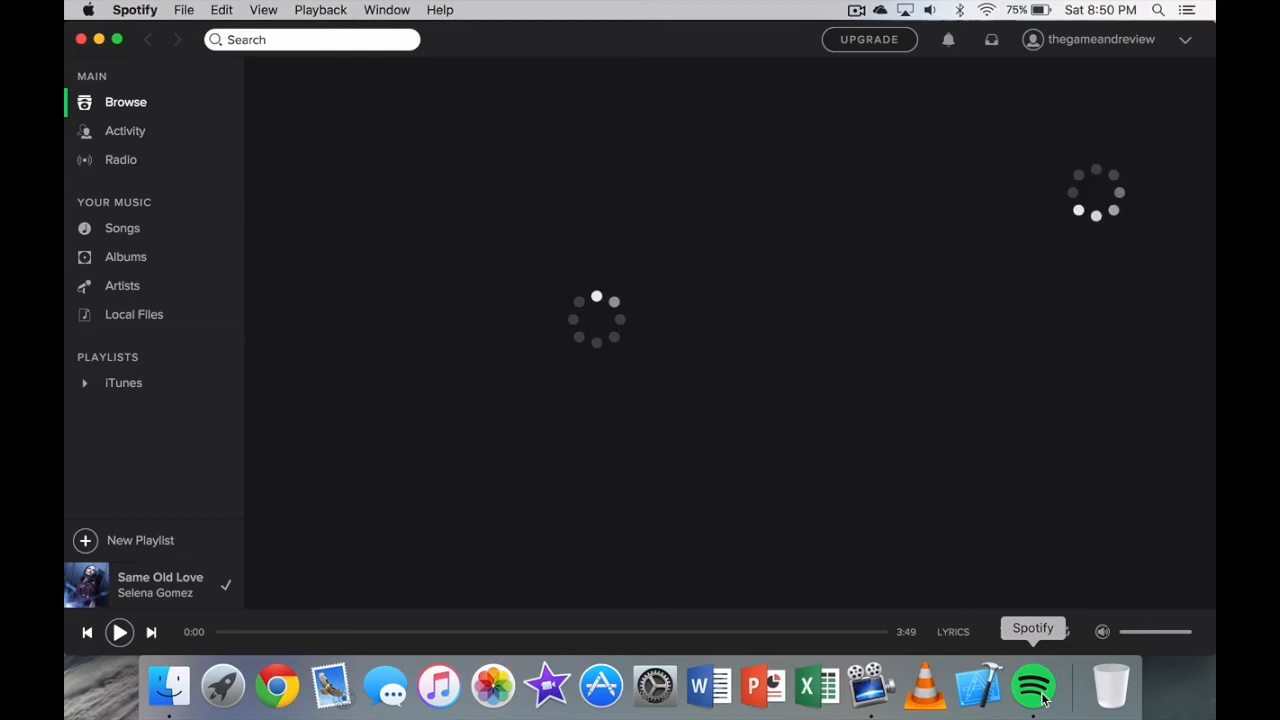 Spotify File Edit View Playback Window Help 75% Sat 8:50 PM
Search UPGRADE thegameandreview
MAIN
Browse
Activity
Radio
YOUR MUSIC
Songs
Albums
Artists
Local Files
PLAYLISTS
iTunes
New Playlist
Same Old Love
Selena Gomez
0:00 3:49 LYRICS
Spotify
W P X